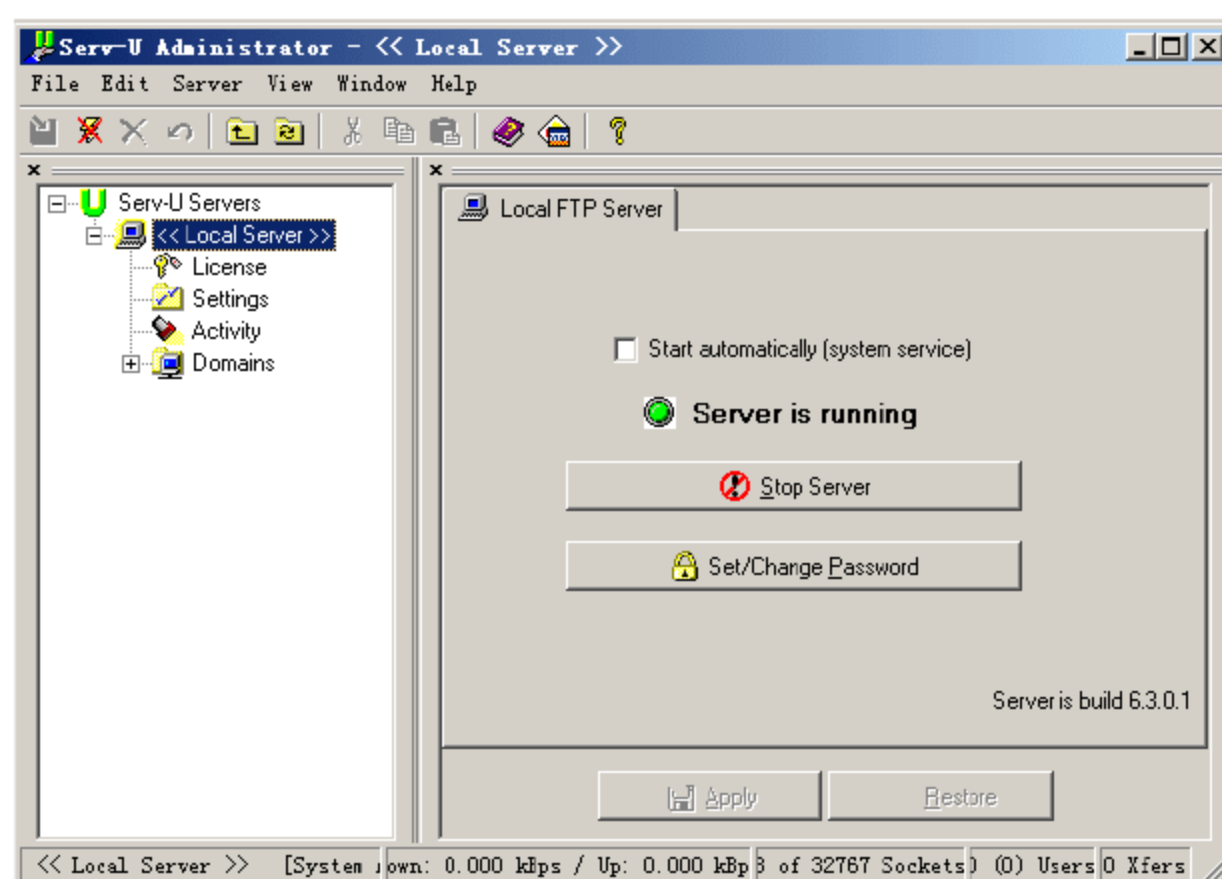 Serv-U Administrator - << Local Server >>
File Edit Server View Window Help
Serv-U Servers
<< Local Server >>
License
Settings
Activity
Domains
Local FTP Server
Start automatically (system service)
Server is running
Stop Server
Set/Change Password
Server is build 6.3.0.1
Apply Restore
<< Local Server >> [System own: 0.000 kBps / Up: 0.000 kBp of 32767 Sockets (0) Users 0 Xfers